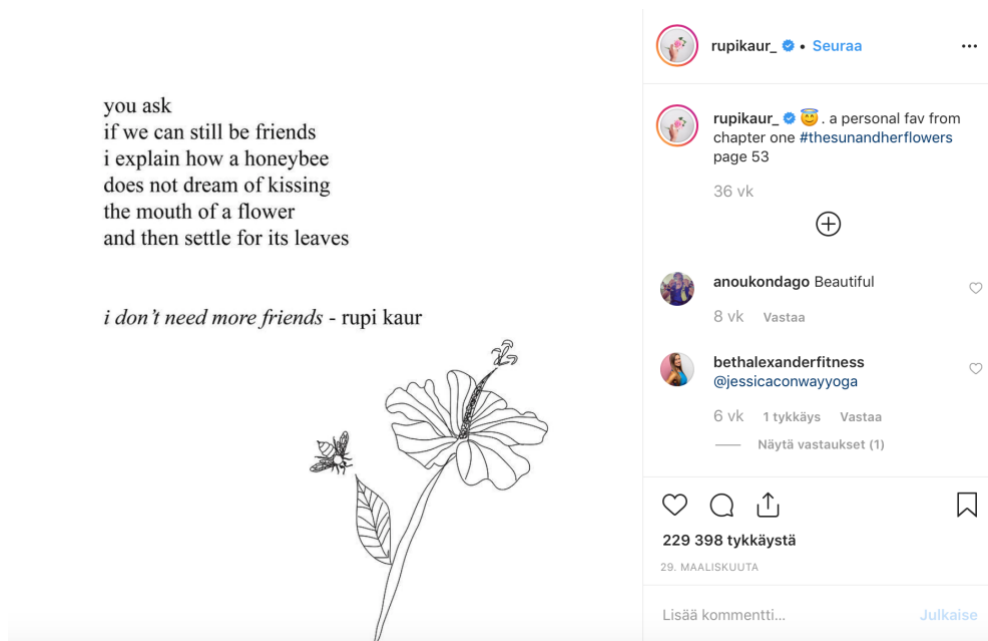 you ask
if we can still be friends
i explain how a honeybee
does not dream of kissing
the mouth of a flower
and then settle for its leaves
i don't need more friends - rupi kaur
rupikaur_ • Seuraa
rupikaur_ 😇 . a personal fav from
chapter one #thesunandherflowers
page 53
36 vk
anoukondago Beautiful
8 vk Vastaa
bethalexanderfitness
@jessicaconwayyoga
6 vk 1 tykkäys Vastaa
Näytä vastaukset (1)
229 398 tykkäystä
29. MAALISKUUTA
Lisää kommentti... Julkaise